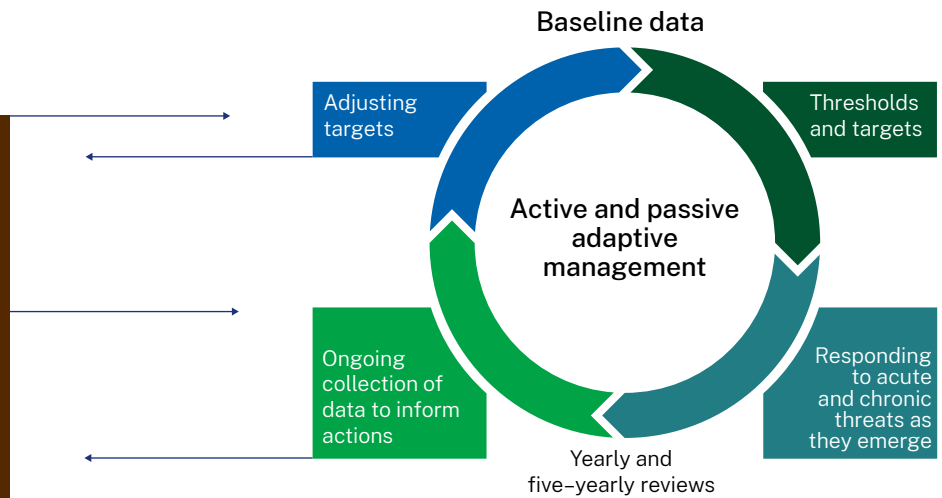 Baseline data
Adjusting
targets
Thresholds
and targets
Active and passive
adaptive
management
Ongoing
collection of
data to inform
actions
Responding
to acute
and chronic
threats as
they emerge
Yearly and
five–yearly reviews